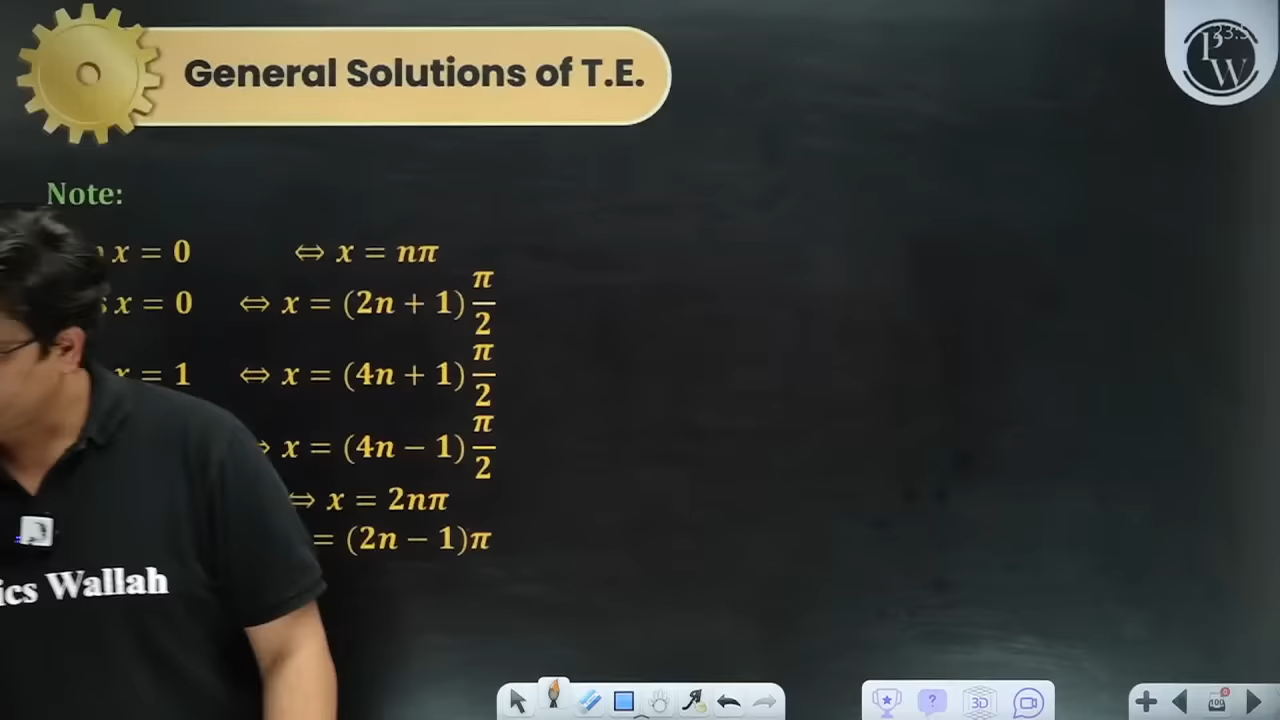 General Solutions of T.E.
Note:
x = 0 ⇔ x = nπ
x = 0 ⇔ x = (2n + 1) π/2
x = 1 ⇔ x = (4n + 1) π/2
x = (4n − 1) π/2
⇔ x = 2nπ
= (2n − 1)π
ics Wallah
P
W
3D